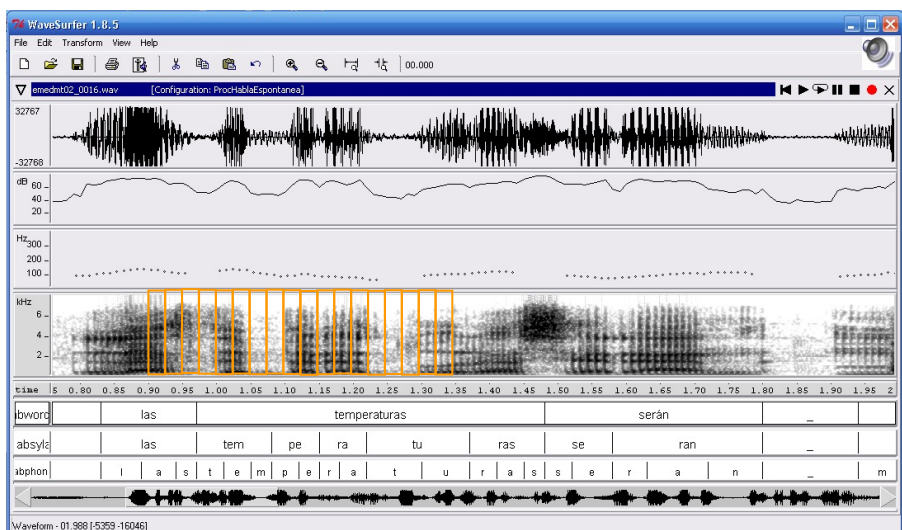 WaveSurfer 1.8.5
File Edit Transform View Help
00.000
emedmt02_0016.wav [Configuration: ProcHablaEspontanea]
32767
-32768
dB 60
40
20
Hz
300
200
100
kHz
6
4
2
time 5 0.80 0.85 0.90 0.95 1.00 1.05 1.10 1.15 1.20 1.25 1.30 1.35 1.40 1.45 1.50 1.55 1.60 1.65 1.70 1.75 1.80 1.85 1.90 1.95 2
abword las temperaturas serán _
absyla las tem pe ra tu ras se ran _
abphon l a s t e m p e r a t u r a s s e r a n _ m
Waveform - 01.988 [-5359 -16046]